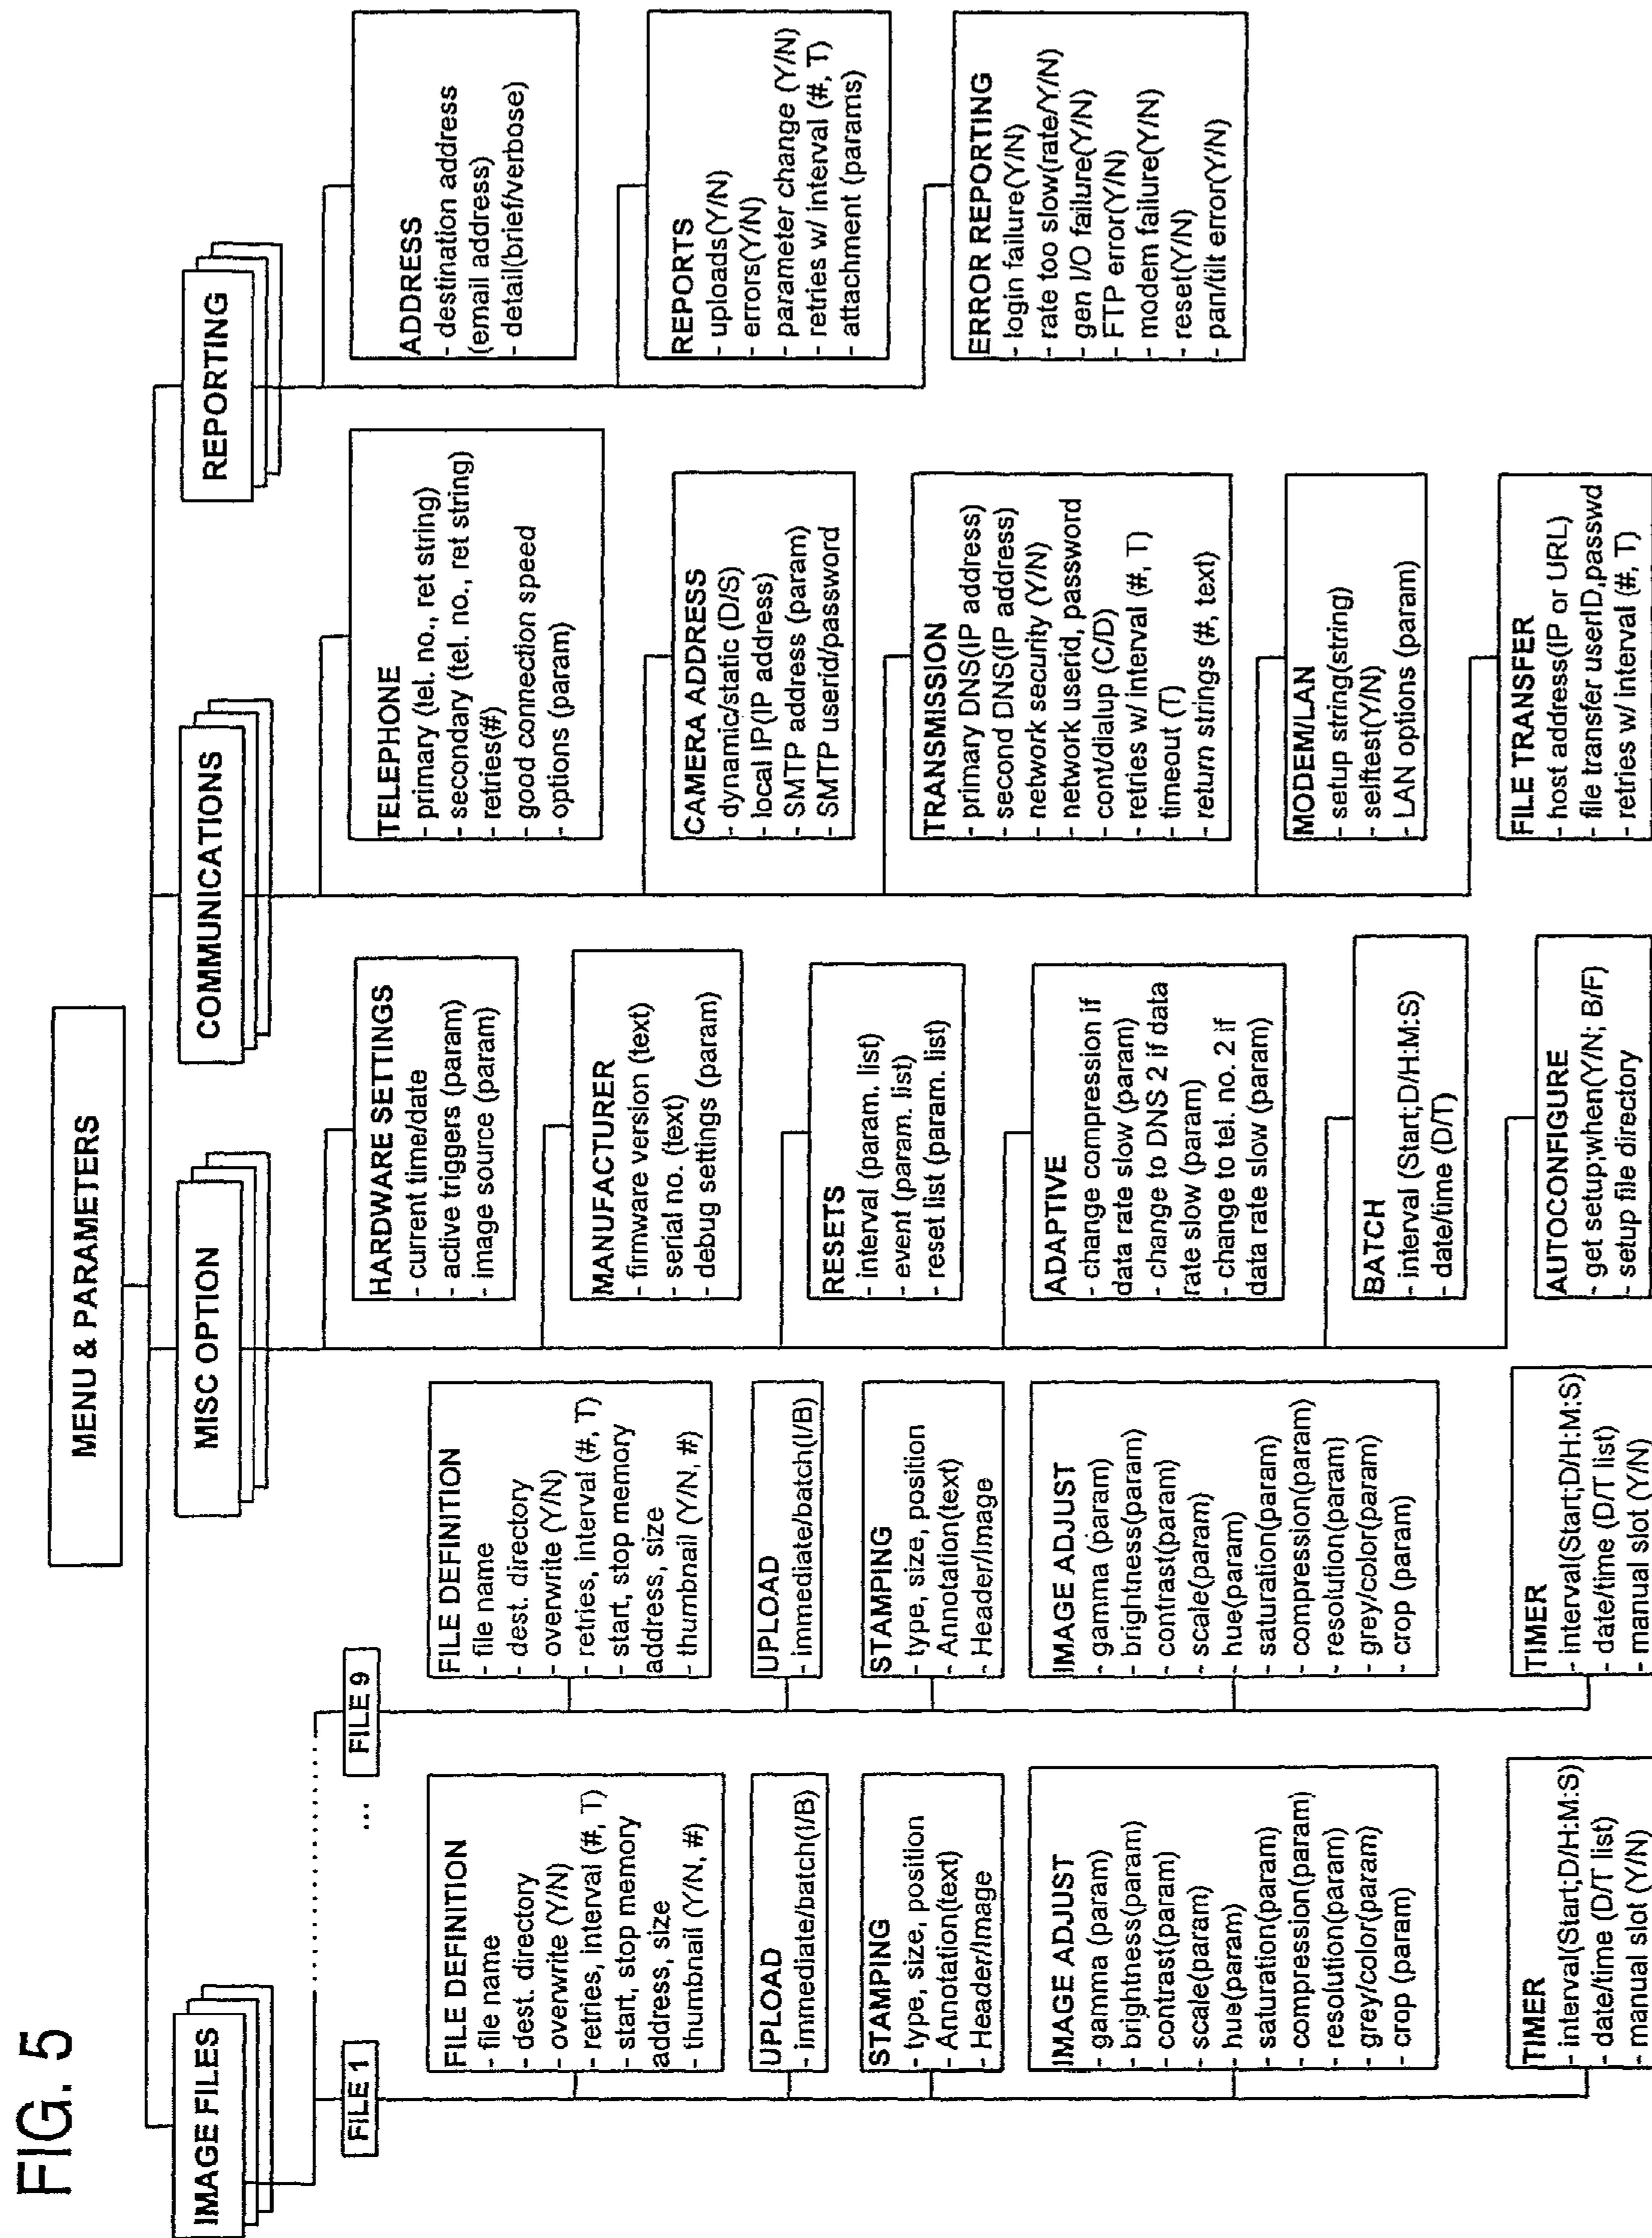 FIG. 5
MENU & PARAMETERS
IMAGE FILES
MISC OPTION
COMMUNICATIONS
REPORTING
FILE 1
...
FILE 9
FILE DEFINITION
- file name
- dest. directory
- overwrite (Y/N)
- retries, interval (#, T)
- start, stop memory
address, size
- thumbnail (Y/N, #)
UPLOAD
- immediate/batch(I/B)
STAMPING
- type, size, position
- Annotation(text)
- Header/Image
IMAGE ADJUST
- gamma (param)
- brightness(param)
- contrast(param)
- scale(param)
- hue(param)
- saturation(param)
- compression(param)
- resolution(param)
- grey/color(param)
- crop (param)
TIMER
- interval(Start;D/H:M:S)
- date/time (D/T list)
- manual slot (Y/N)
FILE DEFINITION
- file name
- dest. directory
- overwrite (Y/N)
- retries, interval (#, T)
- start, stop memory
address, size
- thumbnail (Y/N, #)
UPLOAD
- immediate/batch(I/B)
STAMPING
- type, size, position
- Annotation(text)
- Header/Image
IMAGE ADJUST
- gamma (param)
- brightness(param)
- contrast(param)
- scale(param)
- hue(param)
- saturation(param)
- compression(param)
- resolution(param)
- grey/color(param)
- crop (param)
TIMER
- interval(Start;D/H:M:S)
- date/time (D/T list)
- manual slot (Y/N)
HARDWARE SETTINGS
- current time/date
- active triggers (param)
- image source (param)
MANUFACTURER
- firmware version (text)
- serial no. (text)
- debug settings (param)
RESETS
- interval (param. list)
- event (param. list)
- reset list (param. list)
ADAPTIVE
- change compression if
data rate slow (param)
- change to DNS 2 if data
rate slow (param)
- change to tel. no. 2 if
data rate slow (param)
BATCH
- interval (Start;D/H:M:S)
- date/time (D/T)
AUTOCONFIGURE
- get setup;when(Y/N; B/F)
- setup file directory
TELEPHONE
- primary (tel. no., ret string)
- secondary (tel. no., ret string)
- retries(#)
- good connection speed
- options (param)
CAMERA ADDRESS
- dynamic/static (D/S)
- local IP(IP address)
- SMTP address (param)
- SMTP userid/password
TRANSMISSION
- primary DNS(IP address)
- second DNS(IP address)
- network security (Y/N)
- network userid, password
- cont/dialup (C/D)
- retries w/ interval (#, T)
- timeout (T)
- return strings (#, text)
MODEM/LAN
- setup string(string)
- selftest(Y/N)
- LAN options (param)
FILE TRANSFER
- host address(IP or URL)
- file transfer userID,passwd
- retries w/ interval (#, T)
ADDRESS
- destination address
(email address)
- detail(brief/verbose)
REPORTS
- uploads(Y/N)
- errors(Y/N)
- parameter change (Y/N)
- retries w/ interval (#, T)
- attachment (params)
ERROR REPORTING
- login failure(Y/N)
- rate too slow(rate/Y/N)
- gen I/O failure(Y/N)
- FTP error(Y/N)
- modem failure(Y/N)
- reset(Y/N)
- pan/tilt error(Y/N)